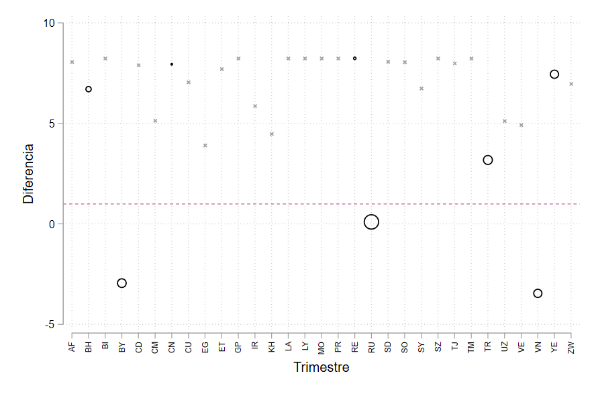 Diferencia
10
5
0
-5
AF BH BI BY CD CM CN CU EG ET GP IR KH LA LY MO PR RE RU SD SO SY SZ TJ TM TR UZ VE VN YE ZW
Trimestre